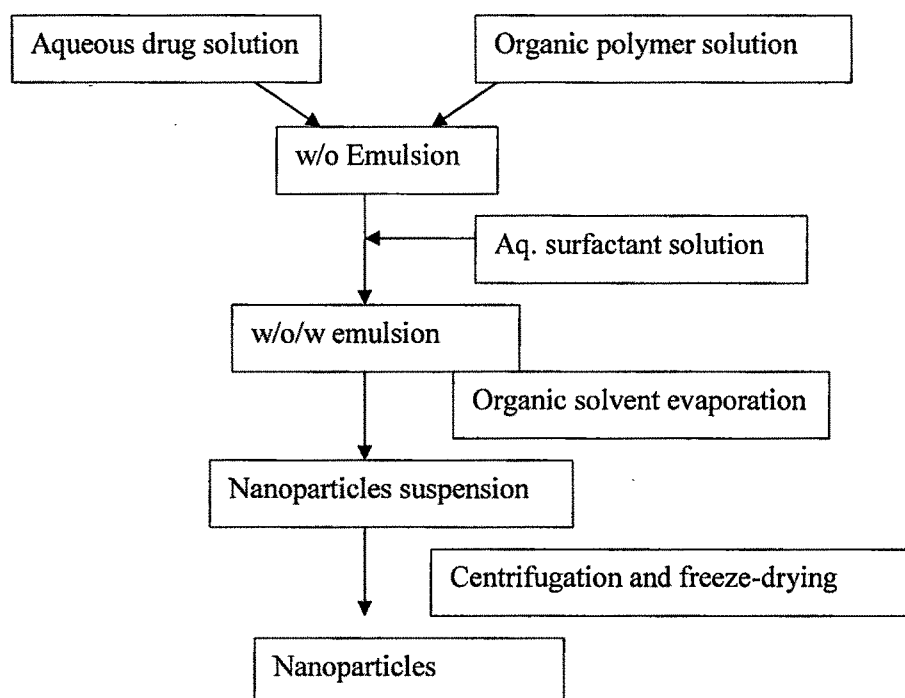 Aqueous drug solution
Organic polymer solution
w/o Emulsion
Aq. surfactant solution
w/o/w emulsion
Organic solvent evaporation
Nanoparticles suspension
Centrifugation and freeze-drying
Nanoparticles